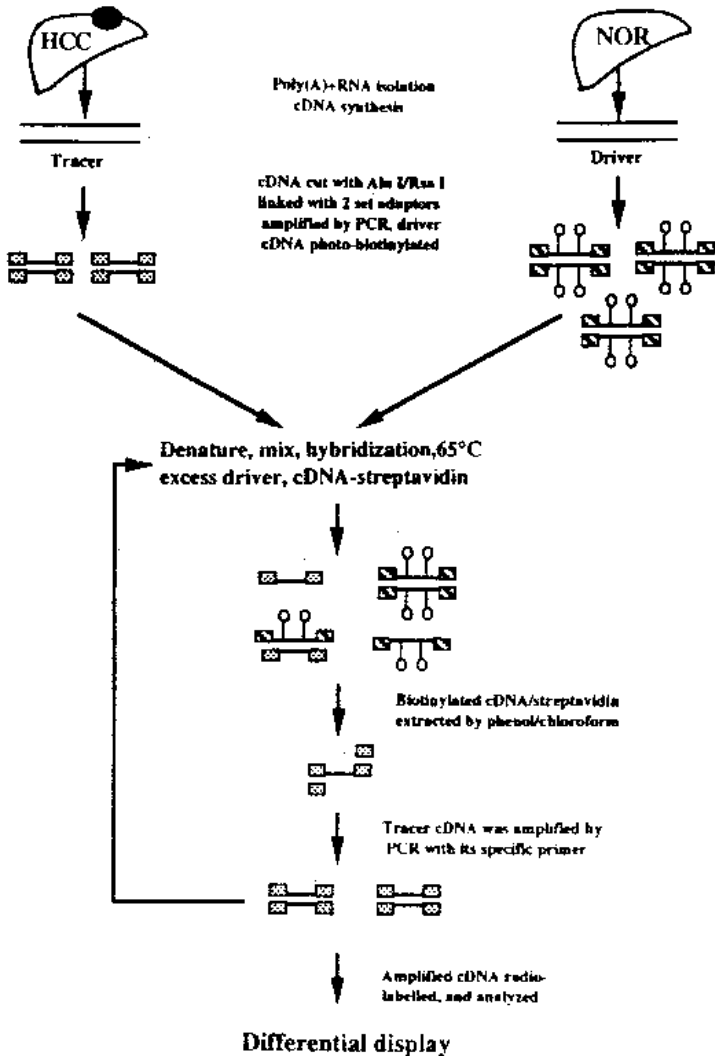 HCC
NOR
Poly(A)+RNA isolation
cDNA synthesis
Tracer
Driver
cDNA cut with Alu I/Rsa I
linked with 2 set adaptors
amplified by PCR, driver
cDNA photo-biotinylated
Denature, mix, hybridization,65°C
excess driver, cDNA-streptavidin
Biotinylated cDNA/streptavidin
extracted by phenol/chloroform
Tracer cDNA was amplified by
PCR with its specific primer
Amplified cDNA radio-
labelled, and analyzed
Differential display